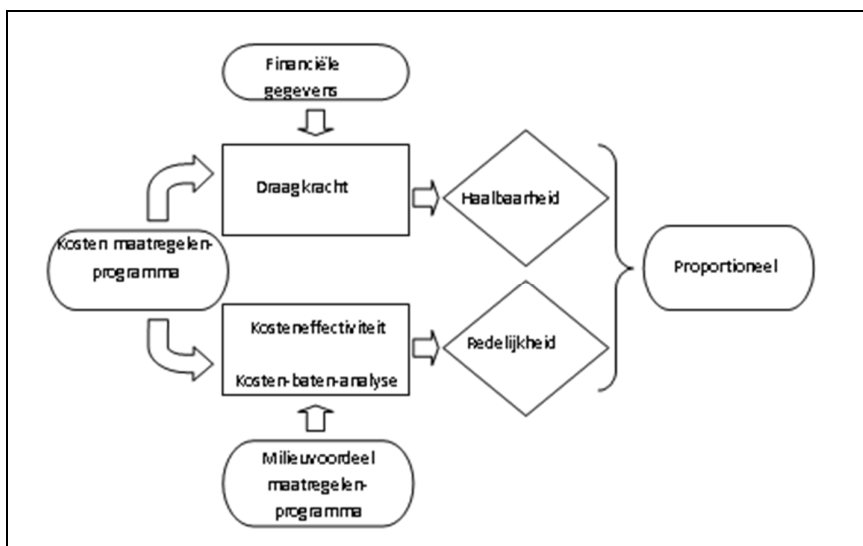 Financiële
gegevens
Draagkracht
Haalbaarheid
Kosten maatregelen-
programma
Proportioneel
Kosteneffectiviteit
Kosten-baten-analyse
Redelijkheid
Milieuvoordeel
maatregelen-
programma